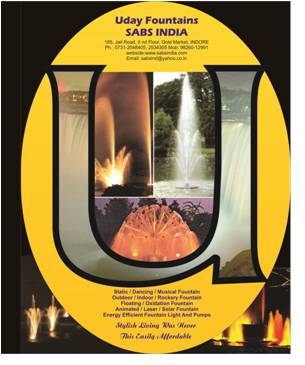 Uday Fountains
SABS INDIA
185, Jail Road, II nd Floor, Gold Market, INDORE
Ph.: 0731-2548405, 2534305 Mob: 98260-12991
website:www.sabsindia.com
Email: sabsind@yahoo.co.in
Static / Dancing / Musical Fountain
Outdoor / Indoor / Rockery Fountain
Floating / Oxidation Fountain
Animated / Laser / Solar Fountain
Energy Efficient Fountain Light And Pumps
Stylish Living Was Never
This Easily Affordable